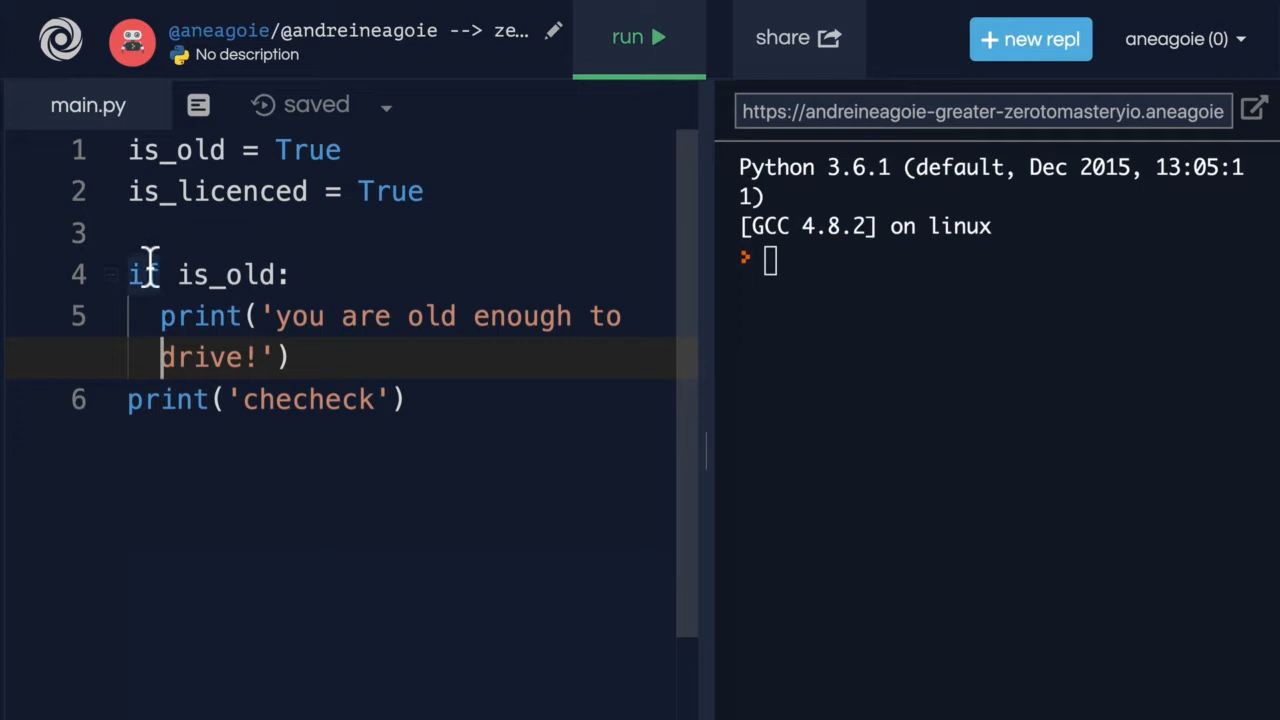 @aneagoie/@andreineagoie --> ze...
No description
run
share
+ new repl
aneagoie (0)
main.py
saved
https://andreineagoie-greater-zerotomasteryio.aneagoie
1 is_old = True
2 is_licenced = True
3
4 if is_old:
5 print('you are old enough to
drive!')
6 print('checheck')
Python 3.6.1 (default, Dec 2015, 13:05:1
1)
[GCC 4.8.2] on linux